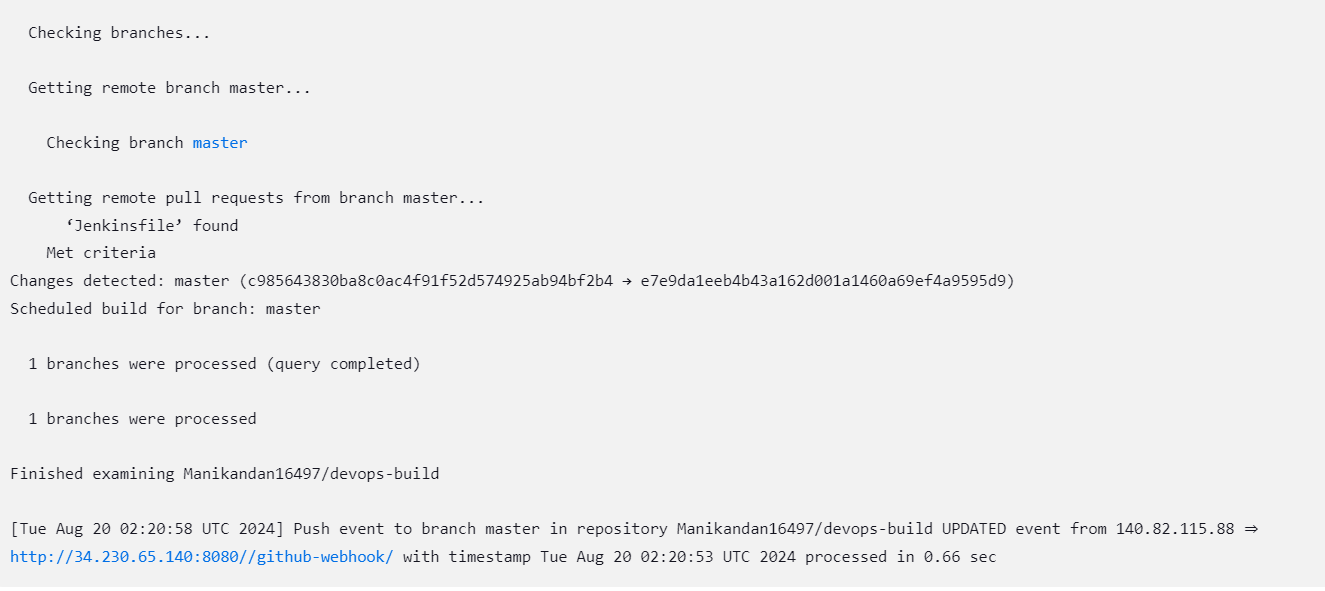 Checking branches...
Getting remote branch master...
Checking branch master
Getting remote pull requests from branch master...
‘Jenkinsfile’ found
Met criteria
Changes detected: master (c985643830ba8c0ac4f91f52d574925ab94bf2b4 → e7e9da1eeb4b43a162d001a1460a69ef4a9595d9)
Scheduled build for branch: master
1 branches were processed (query completed)
1 branches were processed
Finished examining Manikandan16497/devops-build
[Tue Aug 20 02:20:58 UTC 2024] Push event to branch master in repository Manikandan16497/devops-build UPDATED event from 140.82.115.88 ⇒
http://34.230.65.140:8080//github-webhook/ with timestamp Tue Aug 20 02:20:53 UTC 2024 processed in 0.66 sec